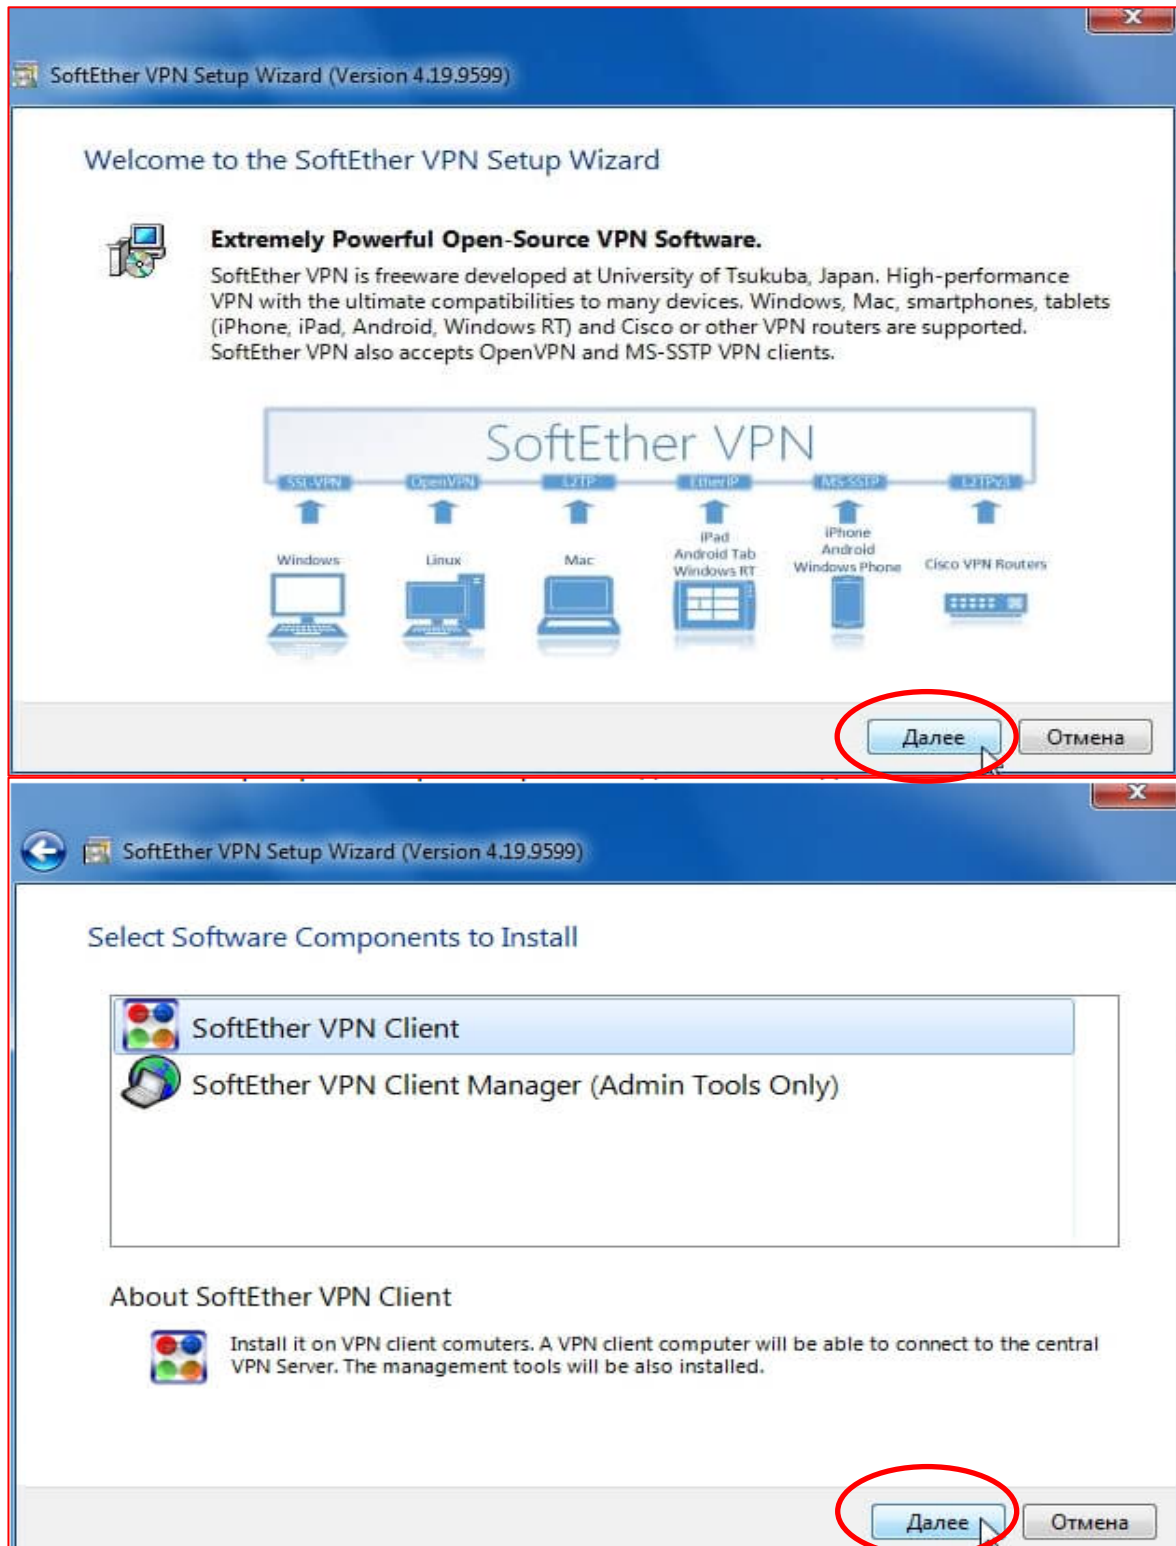 x
SoftEther VPN Setup Wizard (Version 4.19.9599)
Welcome to the SoftEther VPN Setup Wizard
Extremely Powerful Open-Source VPN Software.
SoftEther VPN is freeware developed at University of Tsukuba, Japan. High-performance
VPN with the ultimate compatibilities to many devices. Windows, Mac, smartphones, tablets
(iPhone, iPad, Android, Windows RT) and Cisco or other VPN routers are supported.
SoftEther VPN also accepts OpenVPN and MS-SSTP VPN clients.
SoftEther VPN
SSL-VPN OpenVPN L2TP EtherIP MS-SSTP L2TPv3
Windows
Linux
Mac
iPad
Android Tab
Windows RT
iPhone
Android
Windows Phone
Cisco VPN Routers
Далее Отмена
x
SoftEther VPN Setup Wizard (Version 4.19.9599)
Select Software Components to Install
SoftEther VPN Client
SoftEther VPN Client Manager (Admin Tools Only)
About SoftEther VPN Client
Install it on VPN client comuters. A VPN client computer will be able to connect to the central
VPN Server. The management tools will be also installed.
Далее Отмена